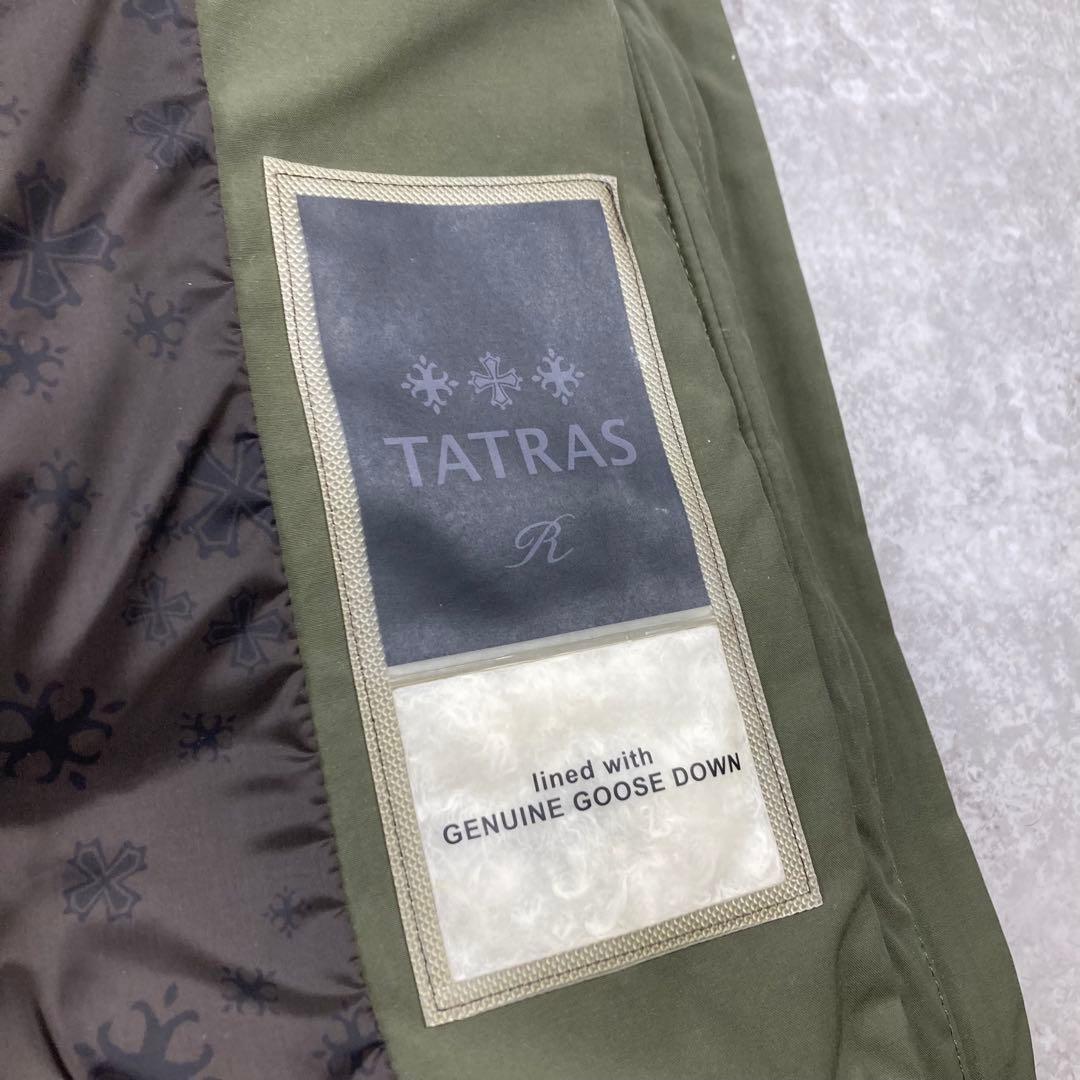 TATRAS
R
lined with
GENUINE GOOSE DOWN